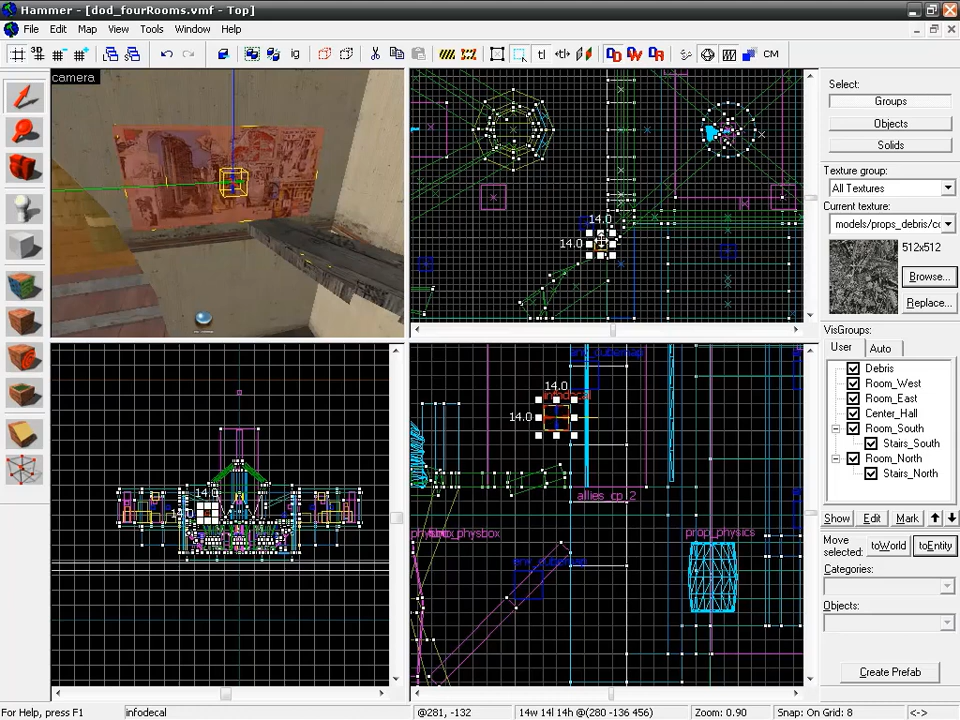 Hammer - [dod_fourRooms.vmf - Top]
File Edit Map View Tools Window Help
camera
14.0
14.0
14.0
14.0
allies_cp_2
prop_physics
14.0
Select:
Groups
Objects
Solids
Texture group:
All Textures
Current texture:
models/props_debris/cc
512x512
Browse...
Replace...
VisGroups:
User Auto
Debris
Room_West
Room_East
Center_Hall
Room_South
Stairs_South
Room_North
Stairs_North
Show Edit Mark
Move selected:
toWorld toEntity
Categories:
Objects:
Create Prefab
For Help, press F1 infodecal @281, -132 14w 14l 14h @(280 -136 456) Zoom: 0.90 Snap: On Grid: 8 <->